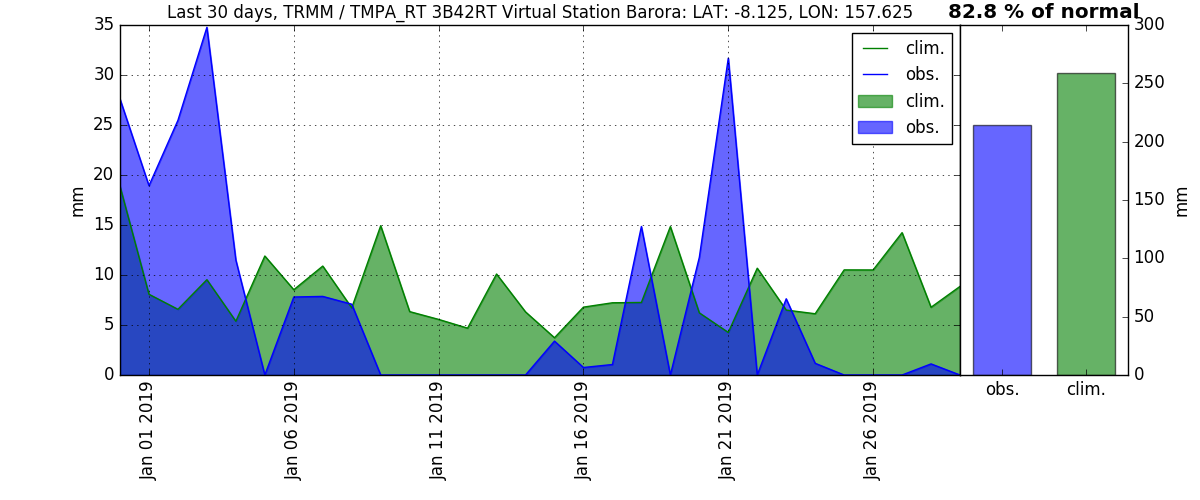 Last 30 days, TRMM / TMPA_RT 3B42RT Virtual Station Barora: LAT: -8.125, LON: 157.625
82.8 % of normal
35
30
25
20
15
10
5
0
mm
clim.
obs.
clim.
obs.
Jan 01 2019
Jan 06 2019
Jan 11 2019
Jan 16 2019
Jan 21 2019
Jan 26 2019
300
250
200
150
100
50
0
mm
obs.
clim.